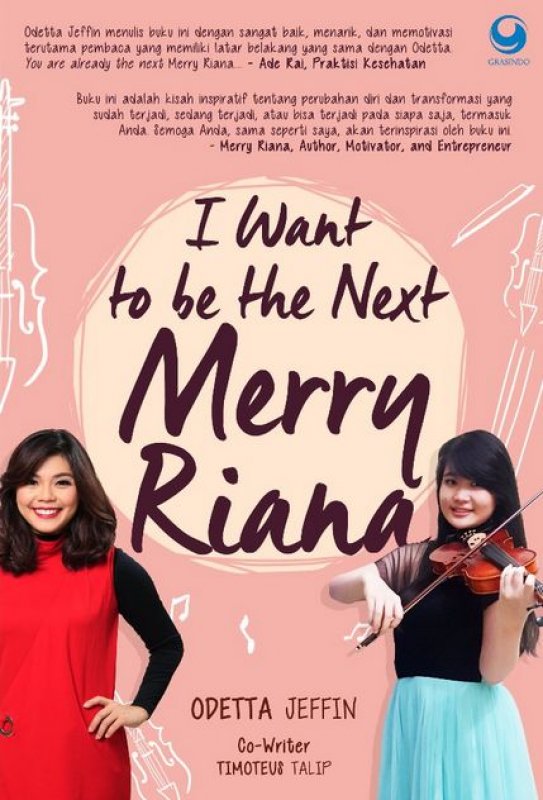 Odetta Jeffin menulis buku ini dengan sangat baik, menarik, dan memotivasi
terutama pembaca yang memiliki latar belakang yang sama dengan Odetta.
You are already the next Merry Riana... - Ade Rai, Praktisi Kesehatan
GRASINDO
Buku ini adalah kisah inspiratif tentang perubahan diri dan transformasi yang
sudah terjadi, sedang terjadi, atau bisa terjadi pada siapa saja, termasuk
Anda. Semoga Anda, sama seperti saya, akan terinspirasi oleh buku ini.
- Merry Riana, Author, Motivator, and Entrepreneur
I Want
to be the Next
Merry
Riana
ODETTA JEFFIN
Co-Writer
TIMOTEUS TALIP